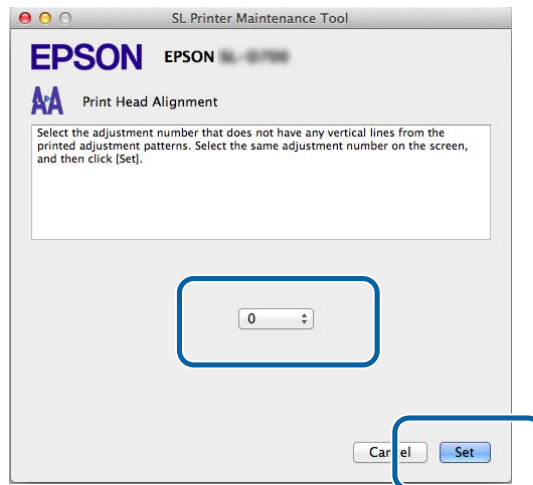 SL Printer Maintenance Tool
EPSON EPSON
Print Head Alignment
Select the adjustment number that does not have any vertical lines from the
printed adjustment patterns. Select the same adjustment number on the screen,
and then click [Set].
0
Cancel Set